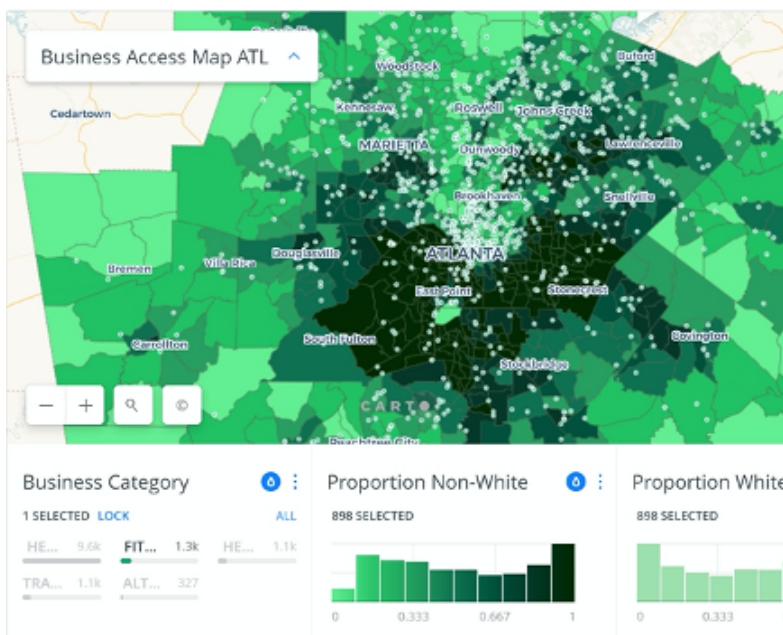 Business Access Map ATL
Buford
Woodstock
Cedartown
Kennesaw
Roswell
Johns Creek
MARIETTA
Dunwoody
Lawrenceville
Brookhaven
Snellville
Douglasville
ATLANTA
Villa Rica
Bremen
East Point
Stonecrest
South Fulton
Carrollton
Covington
Stockbridge
CARTO
Peachtree City
− + ©
Business Category
1 SELECTED LOCK ALL
HE... 9.6k FIT... 1.3k HE... 1.1k
TRA... 1.1k ALT... 327
Proportion Non-White
898 SELECTED
0 0.333 0.667 1
Proportion White
898 SELECTED
0 0.333